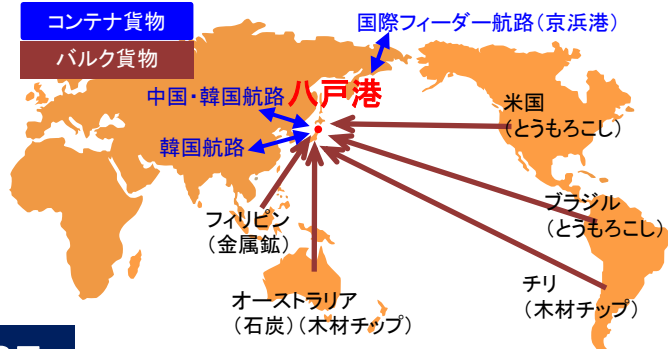 コンテナ貨物
バルク貨物
国際フィーダー航路(京浜港)
中国・韓国航路
八戸港
韓国航路
米国
(とうもろこし)
ブラジル
(とうもろこし)
フィリピン
(金属鉱)
チリ
(木材チップ)
オーストラリア
(石炭)(木材チップ)